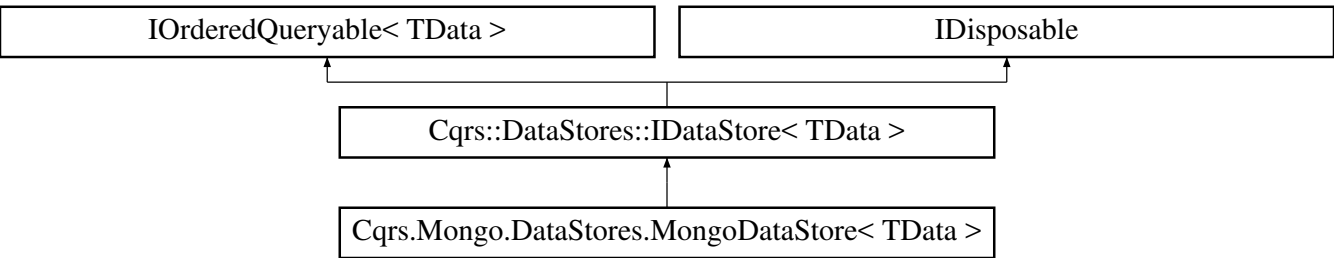 IOrderedQueryable< TData >
IDisposable
Cqrs::DataStores::IDataStore< TData >
Cqrs.Mongo.DataStores.MongoDataStore< TData >